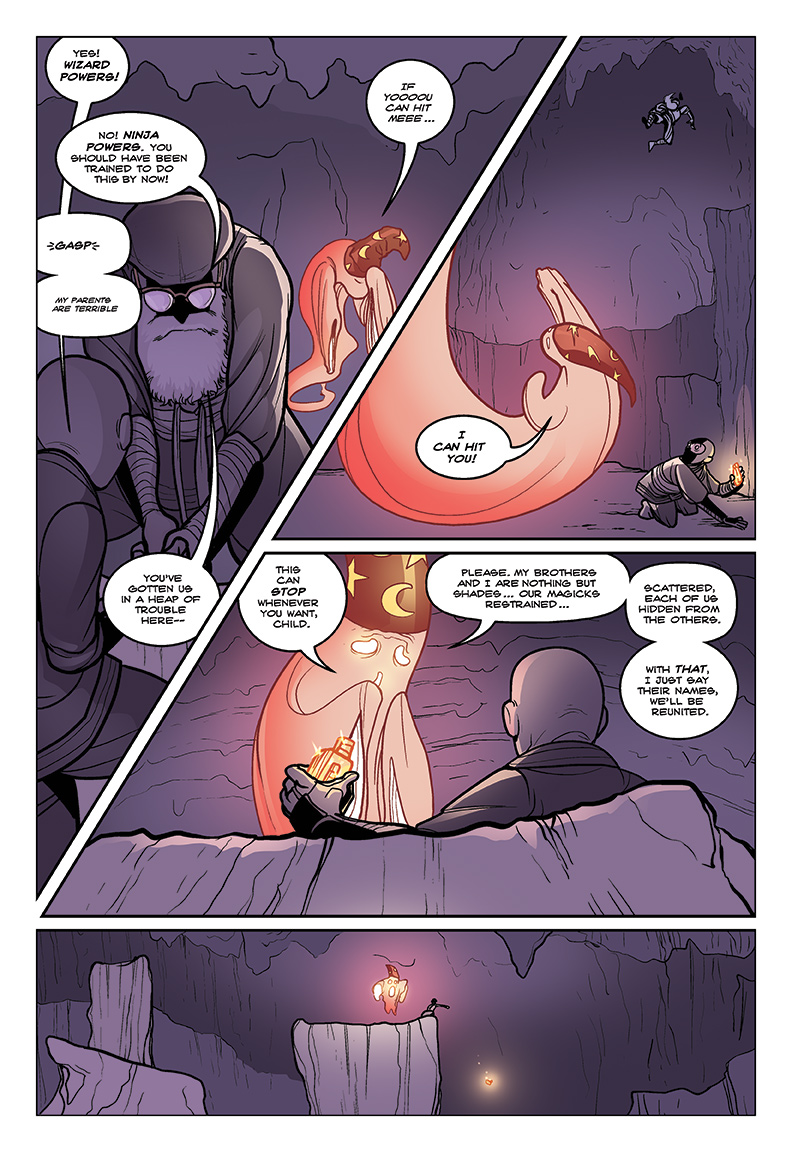 YES!
WIZARD
POWERS!
NO! NINJA
POWERS. YOU
SHOULD HAVE BEEN
TRAINED TO DO
THIS BY NOW!
GASP
MY PARENTS
ARE TERRIBLE
YOU'VE
GOTTEN US
IN A HEAP OF
TROUBLE
HERE--
IF
YOOOOU
CAN HIT
MEEE...
I
CAN HIT
YOU!
THIS
CAN
STOP
WHENEVER
YOU WANT,
CHILD.
PLEASE. MY BROTHERS
AND I ARE NOTHING BUT
SHADES... OUR MAGICKS
RESTRAINED...
SCATTERED,
EACH OF US
HIDDEN FROM
THE OTHERS.
WITH THAT,
I JUST SAY
THEIR NAMES,
WE'LL BE
REUNITED.